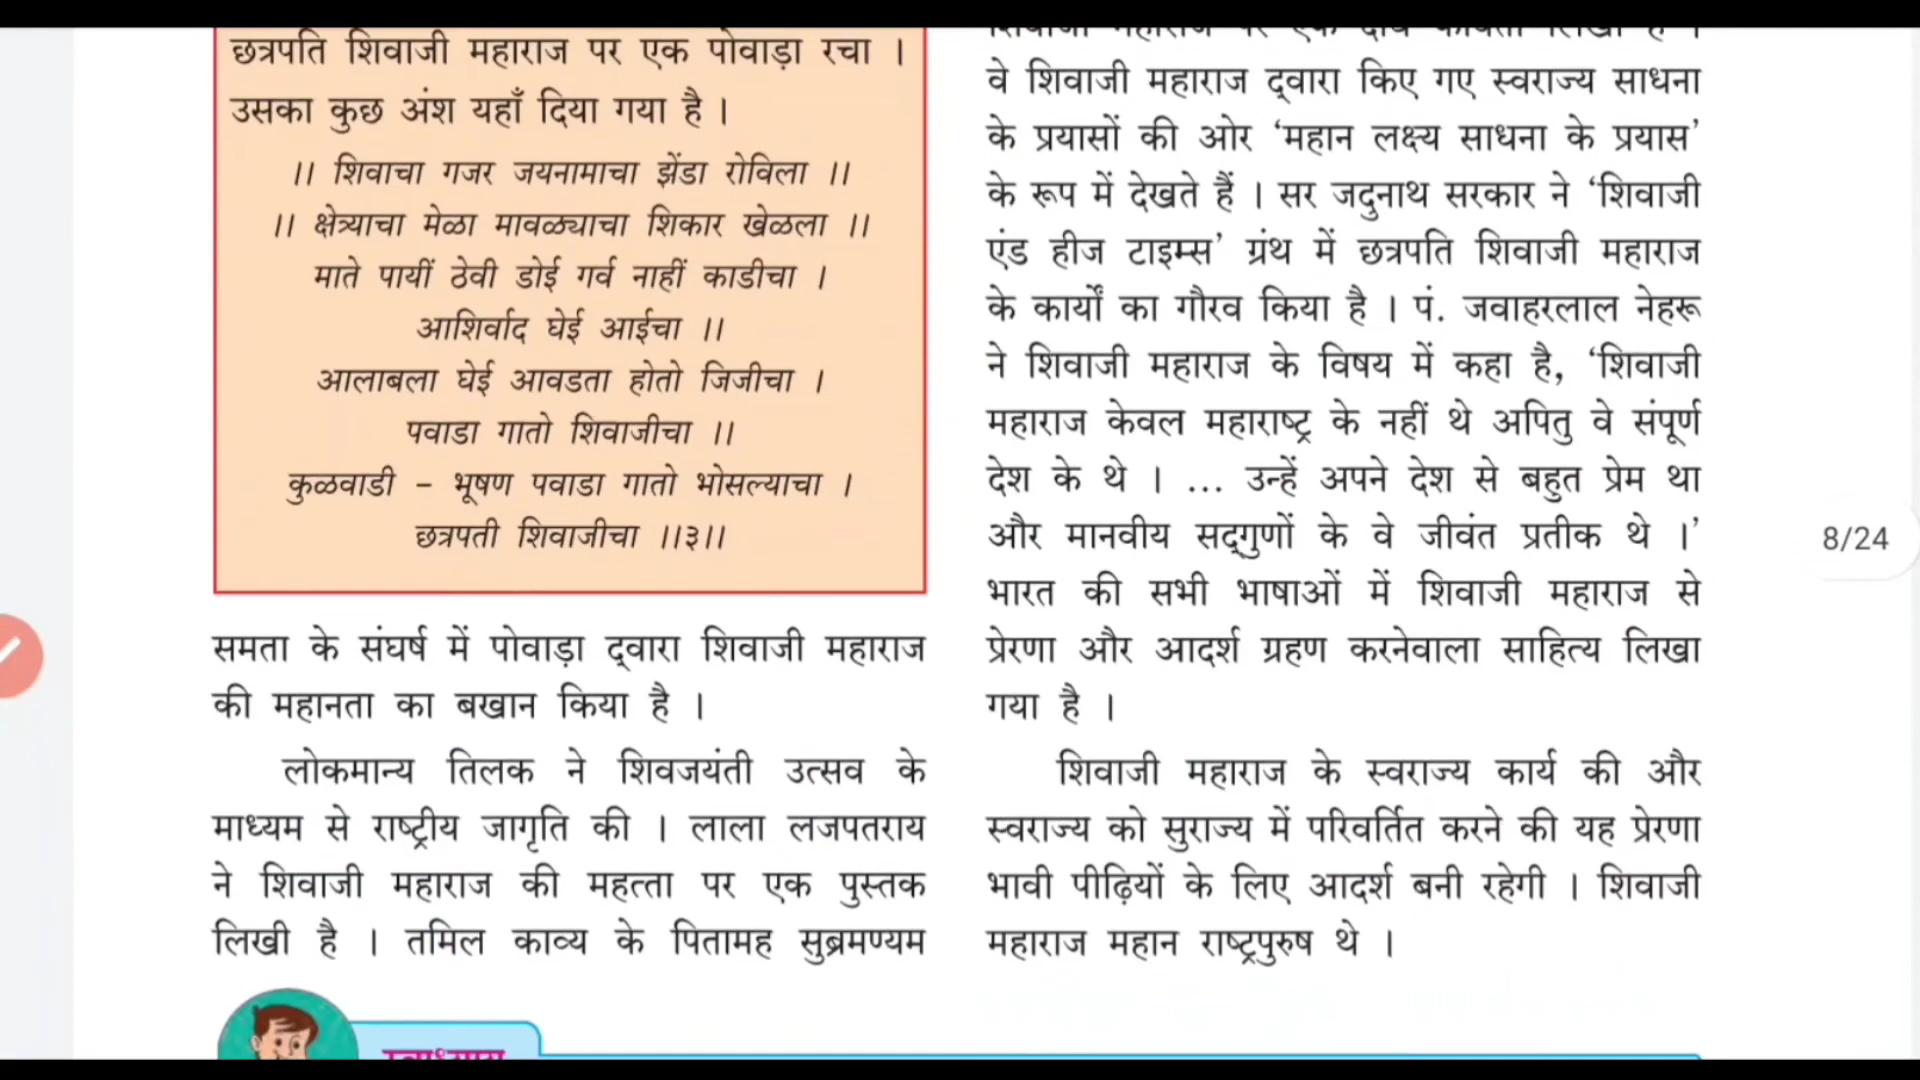 छत्रपति शिवाजी महाराज पर एक पोवाड़ा रचा ।
उसका कुछ अंश यहाँ दिया गया है ।
।। शिवाचा गजर जयनामाचा झेंडा रोविला ।।
।। क्षेत्र्याचा मेळा मावळ्याचा शिकार खेळला ।।
माते पायीं ठेवी डोई गर्व नाहीं काडीचा ।
आशिर्वाद घेई आईचा ।।
आलाबला घेई आवडता होतो जिजीचा ।
पवाडा गातो शिवाजीचा ।।
कुळवाडी - भूषण पवाडा गातो भोसल्याचा ।
छत्रपती शिवाजीचा ।।३।।
समता के संघर्ष में पोवाड़ा द्‌वारा शिवाजी महाराज
की महानता का बखान किया है ।
लोकमान्य तिलक ने शिवजयंती उत्सव के
माध्यम से राष्ट्रीय जागृति की । लाला लजपतराय
ने शिवाजी महाराज की महत्ता पर एक पुस्तक
लिखी है । तमिल काव्य के पितामह सुब्रमण्यम
शिवाजी महाराज पर एक दीर्घ कविता लिखी है ।
वे शिवाजी महाराज द्‌वारा किए गए स्वराज्य साधना
के प्रयासों की ओर ‘महान लक्ष्य साधना के प्रयास’
के रूप में देखते हैं । सर जदुनाथ सरकार ने ‘शिवाजी
एंड हीज टाइम्स’ ग्रंथ में छत्रपति शिवाजी महाराज
के कार्यों का गौरव किया है । पं. जवाहरलाल नेहरू
ने शिवाजी महाराज के विषय में कहा है, ‘शिवाजी
महाराज केवल महाराष्ट्र के नहीं थे अपितु वे संपूर्ण
देश के थे । ... उन्हें अपने देश से बहुत प्रेम था
और मानवीय सद्‌गुणों के वे जीवंत प्रतीक थे ।’
भारत की सभी भाषाओं में शिवाजी महाराज से
प्रेरणा और आदर्श ग्रहण करनेवाला साहित्य लिखा
गया है ।
शिवाजी महाराज के स्वराज्य कार्य की और
स्वराज्य को सुराज्य में परिवर्तित करने की यह प्रेरणा
भावी पीढ़ियों के लिए आदर्श बनी रहेगी । शिवाजी
महाराज महान राष्ट्रपुरुष थे ।
8/24
स्वाध्याय